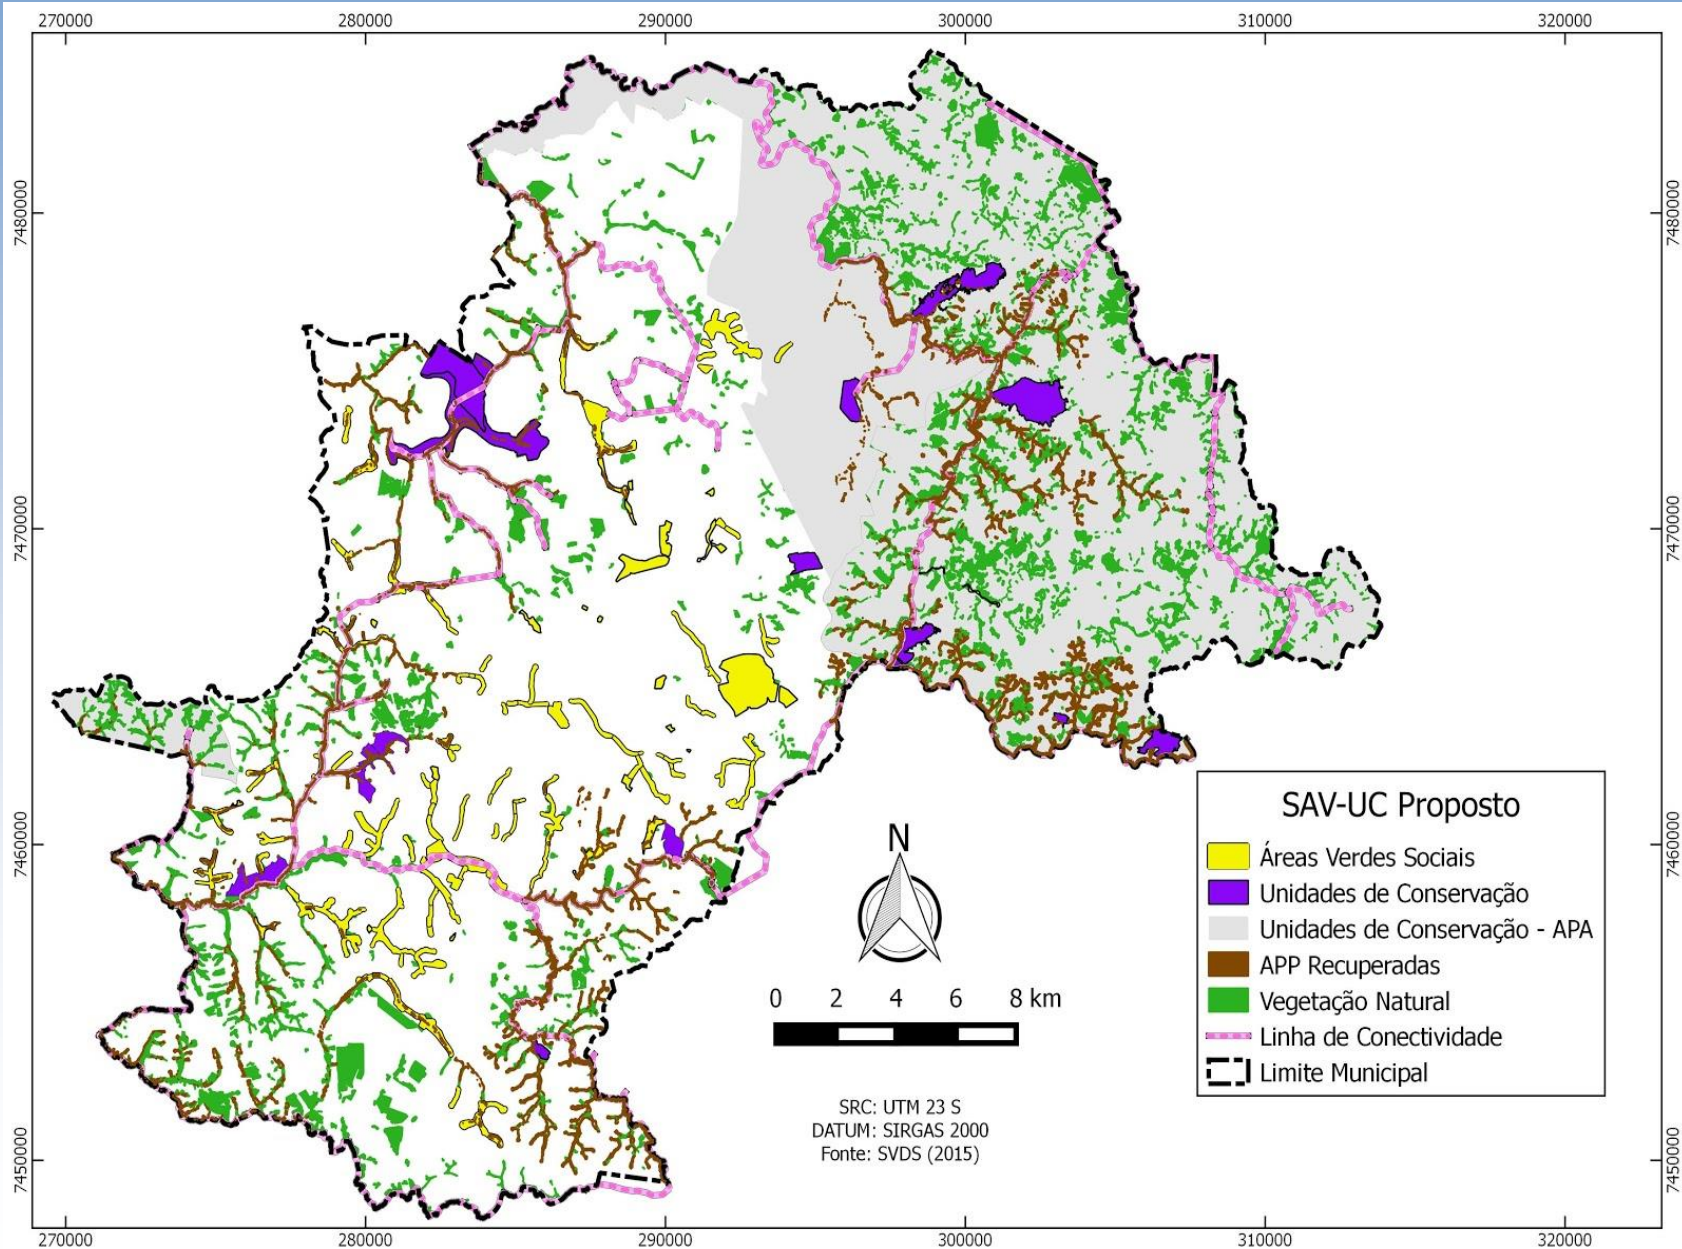 270000 280000 290000 300000 310000 320000
7480000 7480000
7470000 7470000
7460000 7460000
7450000 7450000
SAV-UC Proposto
Áreas Verdes Sociais
Unidades de Conservação
Unidades de Conservação - APA
APP Recuperadas
Vegetação Natural
Linha de Conectividade
Limite Municipal
N
0 2 4 6 8 km
SRC: UTM 23 S
DATUM: SIRGAS 2000
Fonte: SVDS (2015)
270000 280000 290000 300000 310000 320000